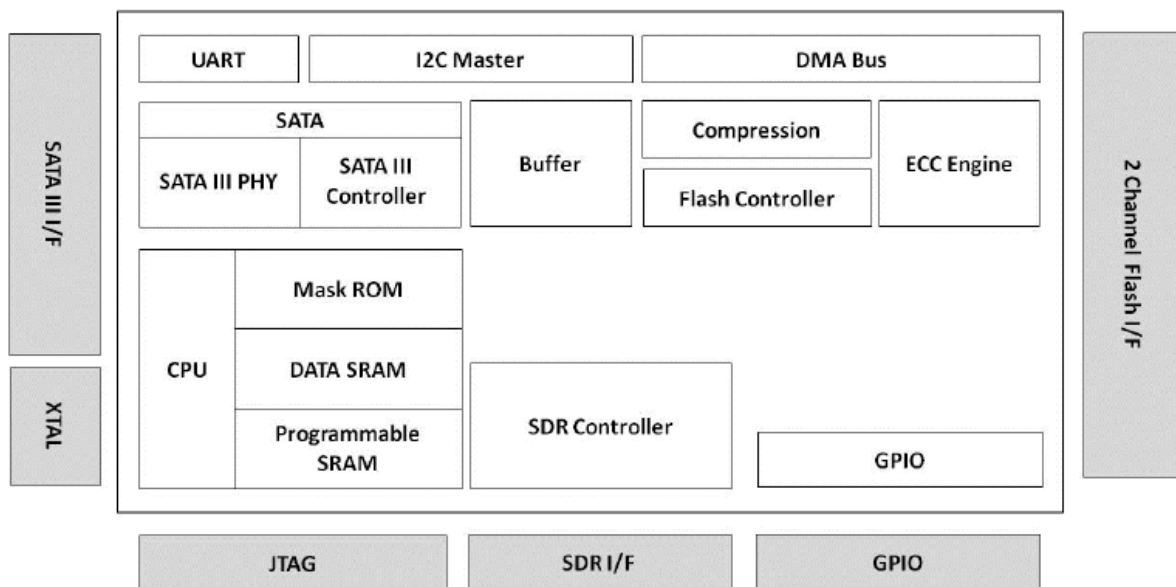 UART
I2C Master
DMA Bus
SATA III I/F
SATA
SATA III PHY
SATA III
Controller
Buffer
Compression
Flash Controller
ECC Engine
2 Channel Flash I/F
CPU
Mask ROM
DATA SRAM
Programmable
SRAM
SDR Controller
GPIO
XTAL
JTAG
SDR I/F
GPIO